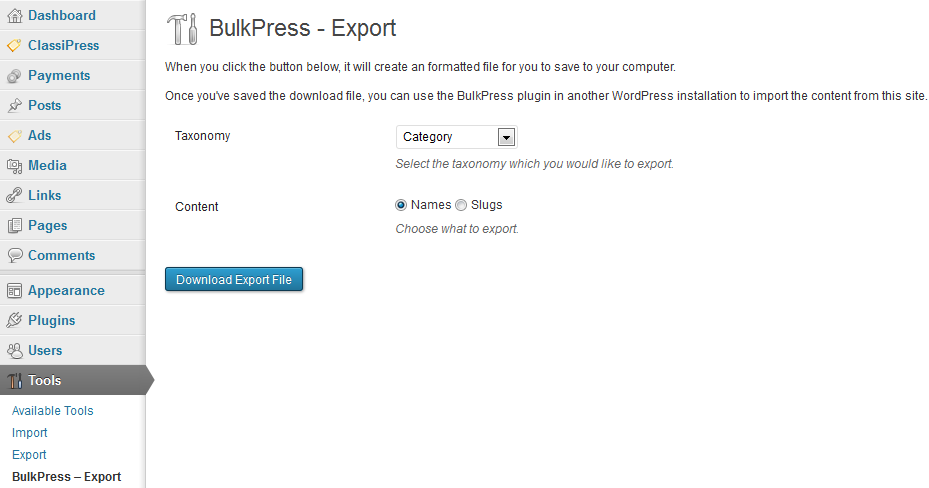 Dashboard
ClassiPress
Payments
Posts
Ads
Media
Links
Pages
Comments
Appearance
Plugins
Users
Tools
Available Tools
Import
Export
BulkPress – Export
BulkPress - Export
When you click the button below, it will create an formatted file for you to save to your computer.
Once you've saved the download file, you can use the BulkPress plugin in another WordPress installation to import the content from this site.
Taxonomy
Category
Select the taxonomy which you would like to export.
Content
Names Slugs
Choose what to export.
Download Export File